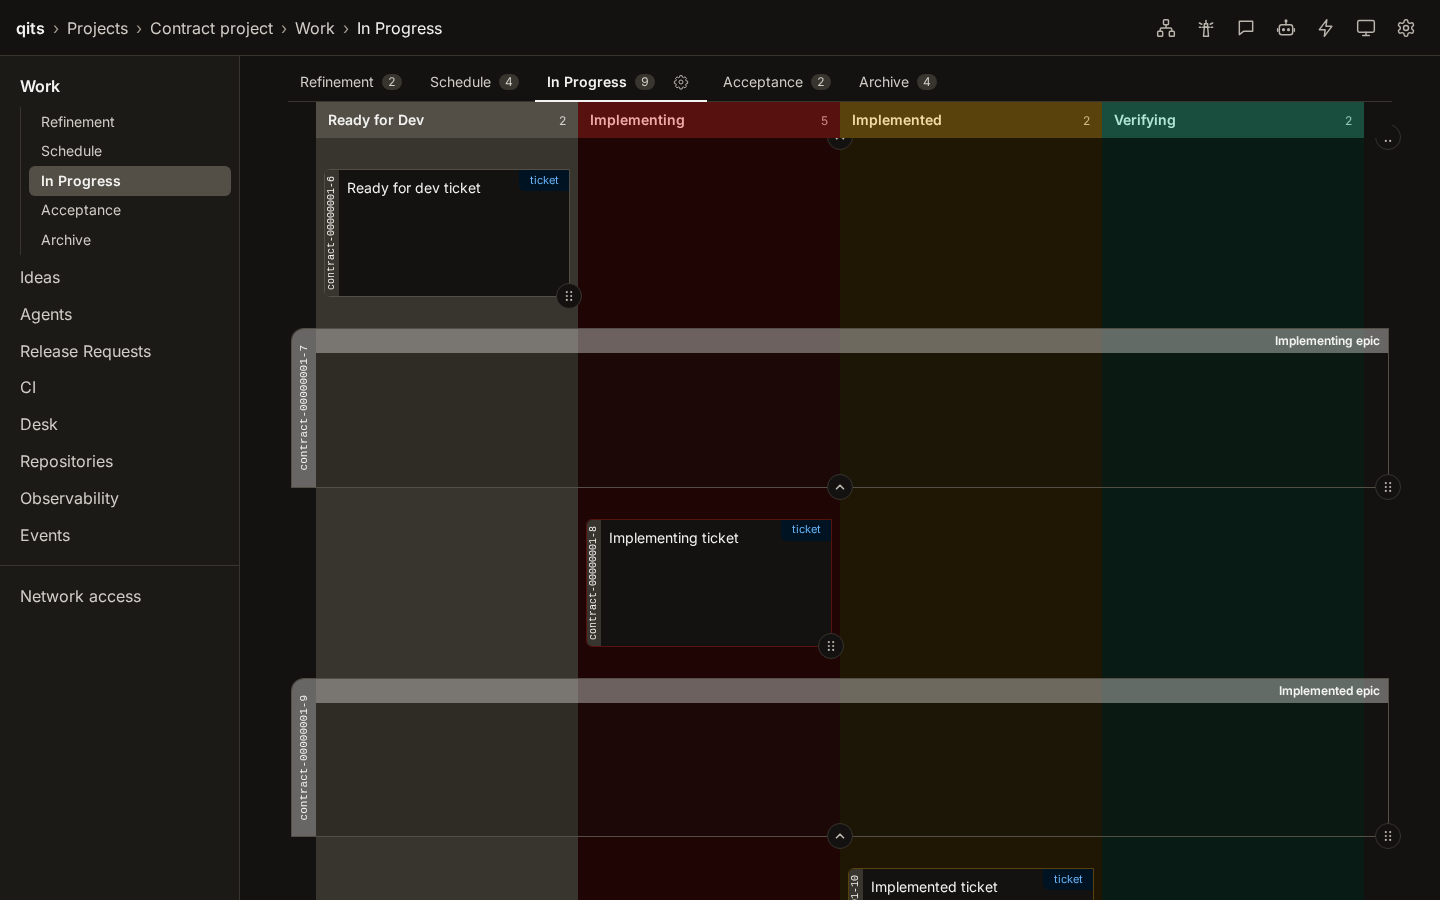 qits › Projects › Contract project › Work › In Progress
Work
Refinement
Schedule
In Progress
Acceptance
Archive
Ideas
Agents
Release Requests
CI
Desk
Repositories
Observability
Events
Network access
Refinement 2 Schedule 4 In Progress 9 Acceptance 2 Archive 4
Ready for Dev 2 Implementing 5 Implemented 2 Verifying 2
contract-00000001-6
Ready for dev ticket
ticket
contract-00000001-7
Implementing epic
contract-00000001-8
Implementing ticket
ticket
contract-00000001-9
Implemented epic
1-10
Implemented ticket
ticket